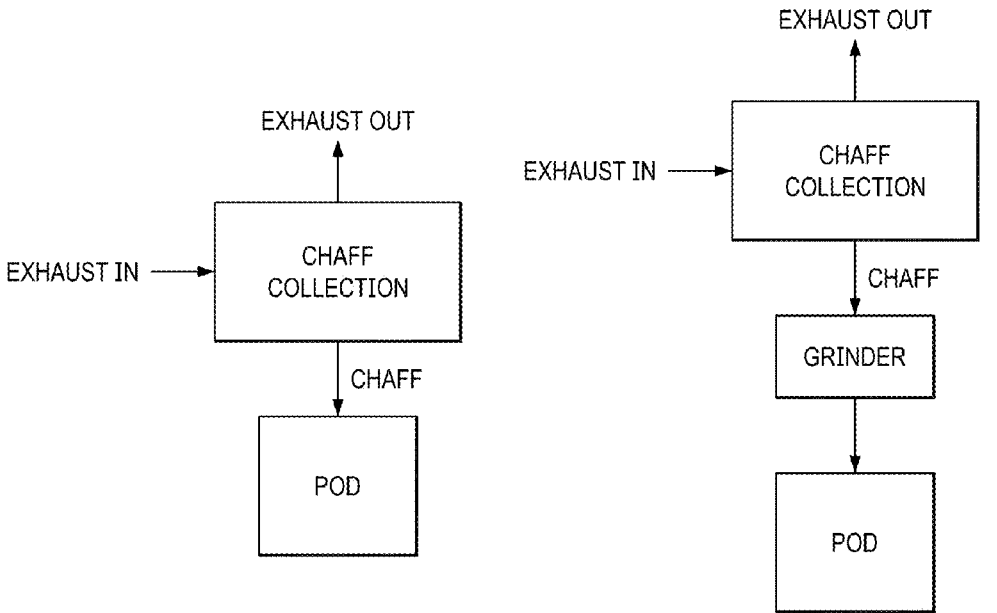 EXHAUST OUT
EXHAUST IN
CHAFF
COLLECTION
CHAFF
POD
EXHAUST OUT
EXHAUST IN
CHAFF
COLLECTION
CHAFF
GRINDER
POD